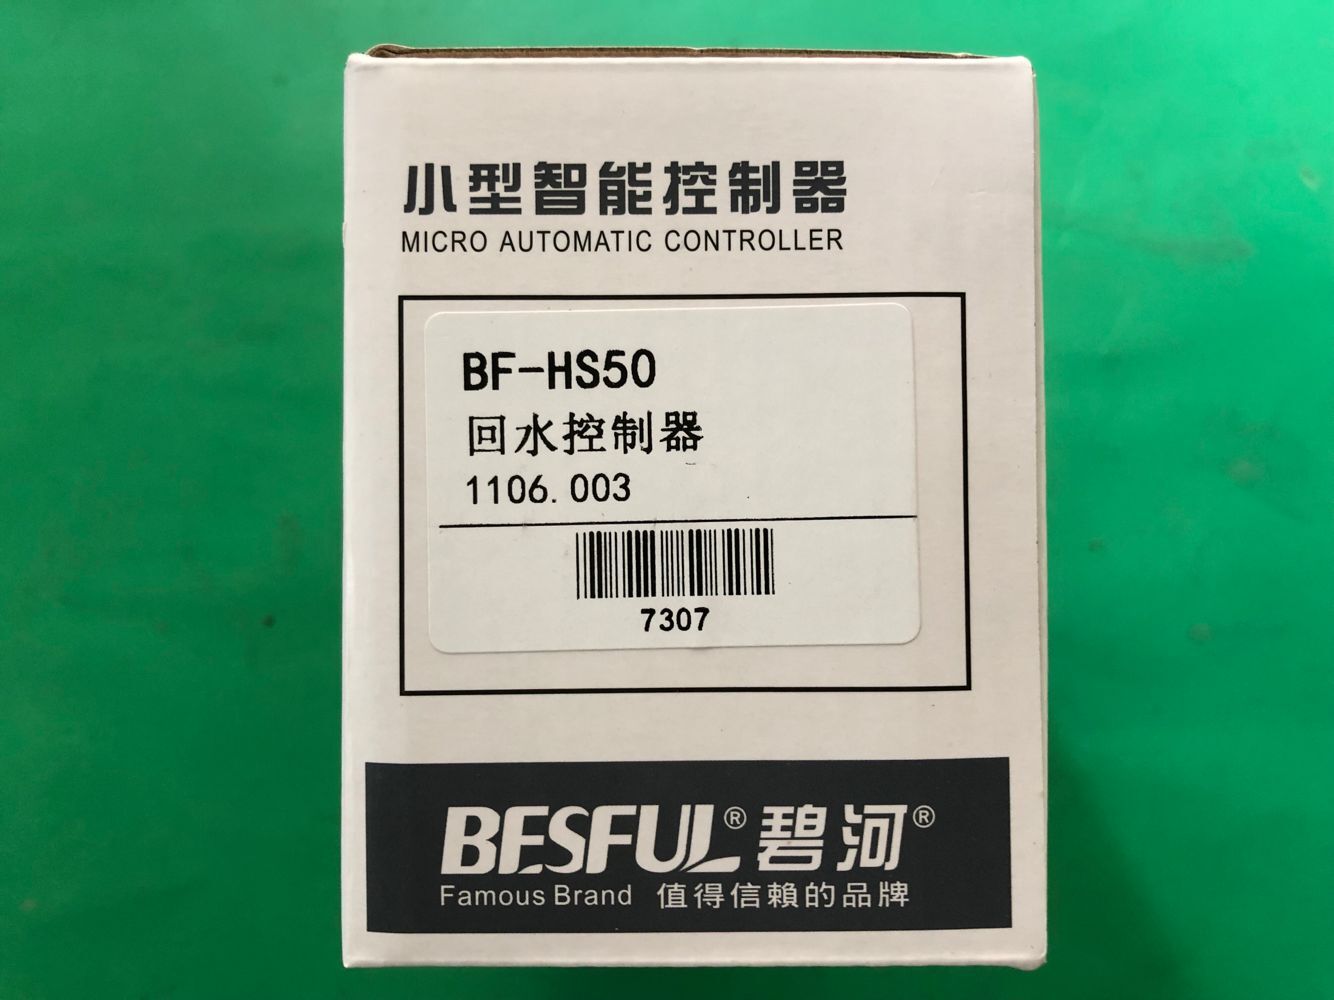 小型智能控制器
MICRO AUTOMATIC CONTROLLER
BF-HS50
回水控制器
1106.003
7307
BESFUL® 碧河®
Famous Brand 值得信賴的品牌